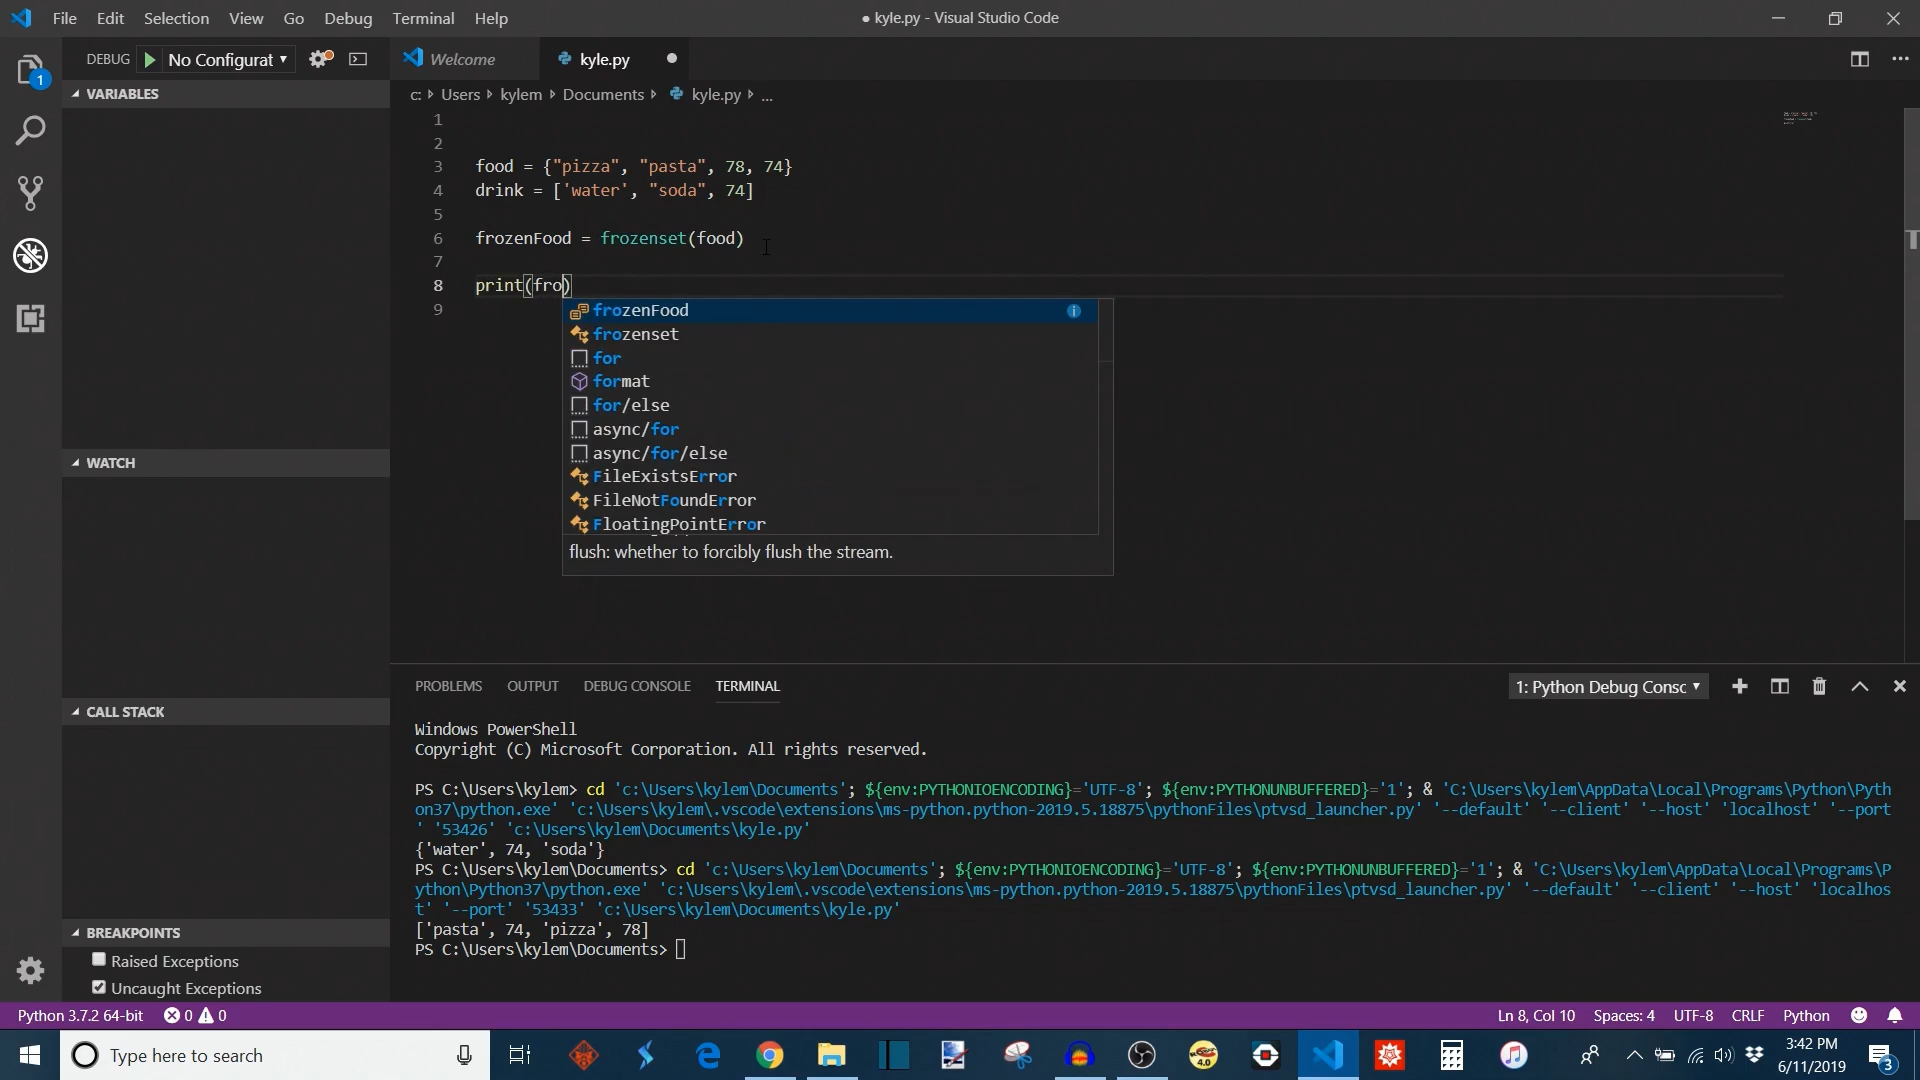 File Edit Selection View Go Debug Terminal Help
● kyle.py - Visual Studio Code
DEBUG No Configurat
Welcome
kyle.py
1
VARIABLES
c: Users kylem Documents kyle.py ...
1
2
3 food = {"pizza", "pasta", 78, 74}
4 drink = ['water', "soda", 74]
5
6 frozenFood = frozenset(food)
7
8 print(fro)
9
frozenFood
frozenset
for
format
for/else
async/for
async/for/else
FileExistsError
FileNotFoundError
FloatingPointError
flush: whether to forcibly flush the stream.
WATCH
CALL STACK
BREAKPOINTS
Raised Exceptions
Uncaught Exceptions
PROBLEMS OUTPUT DEBUG CONSOLE TERMINAL
1: Python Debug Consc
Windows PowerShell
Copyright (C) Microsoft Corporation. All rights reserved.
PS C:\Users\kylem> cd 'c:\Users\kylem\Documents'; ${env:PYTHONIOENCODING}='UTF-8'; ${env:PYTHONUNBUFFERED}='1'; & 'C:\Users\kylem\AppData\Local\Programs\Python\Pyth
on37\python.exe' 'c:\Users\kylem\.vscode\extensions\ms-python.python-2019.5.18875\pythonFiles\ptvsd_launcher.py' '--default' '--client' '--host' 'localhost' '--port
' '53426' 'c:\Users\kylem\Documents\kyle.py'
{'water', 74, 'soda'}
PS C:\Users\kylem\Documents> cd 'c:\Users\kylem\Documents'; ${env:PYTHONIOENCODING}='UTF-8'; ${env:PYTHONUNBUFFERED}='1'; & 'C:\Users\kylem\AppData\Local\Programs\P
ython\Python37\python.exe' 'c:\Users\kylem\.vscode\extensions\ms-python.python-2019.5.18875\pythonFiles\ptvsd_launcher.py' '--default' '--client' '--host' 'localhos
t' '--port' '53433' 'c:\Users\kylem\Documents\kyle.py'
['pasta', 74, 'pizza', 78]
PS C:\Users\kylem\Documents>
Python 3.7.2 64-bit 0 0
Ln 8, Col 10 Spaces: 4 UTF-8 CRLF Python
Type here to search
4.0
3:42 PM
6/11/2019
3